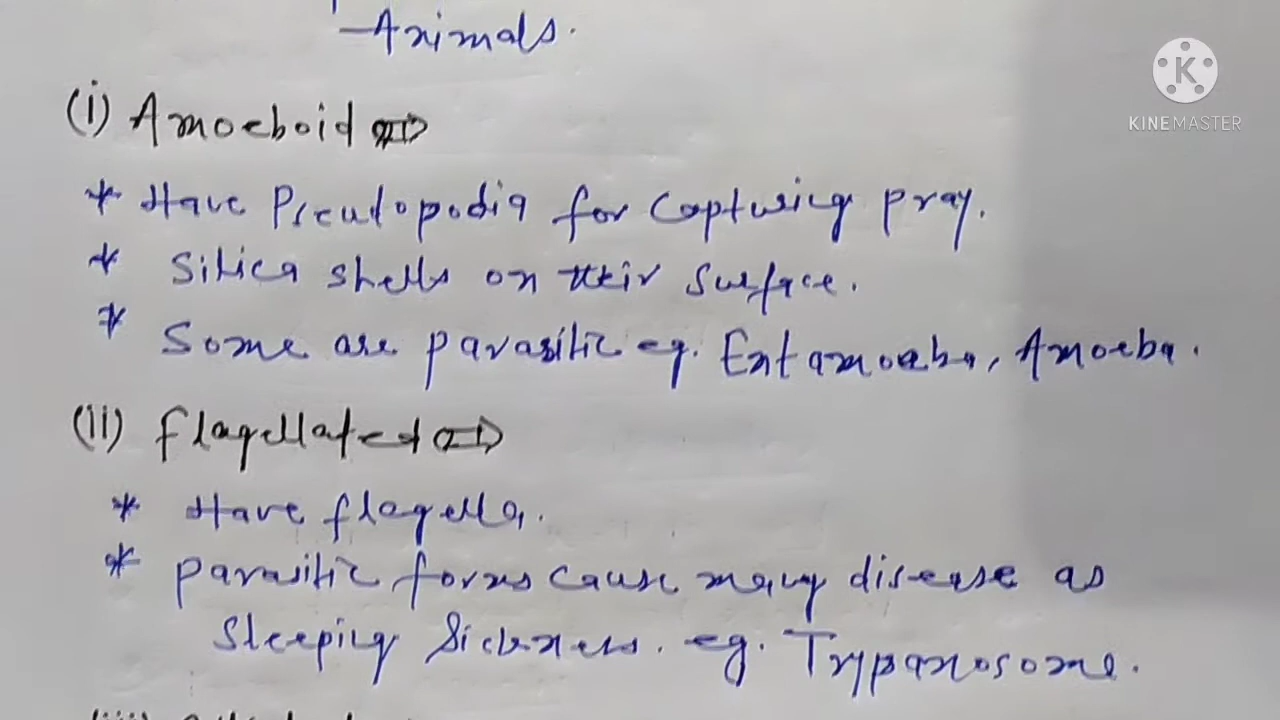 Animals.
(i) Amoeboid ⇨
* Have Pseudopodia for capturing pray.
* Silica shells on their surface.
* Some are parasitic eg. Entamoeba, Amoeba.
(ii) flagellated ⇨
* Have flagella.
* parasitic forms cause many disease as
sleeping sickness. eg. Trypanosome.
K
KINEMASTER